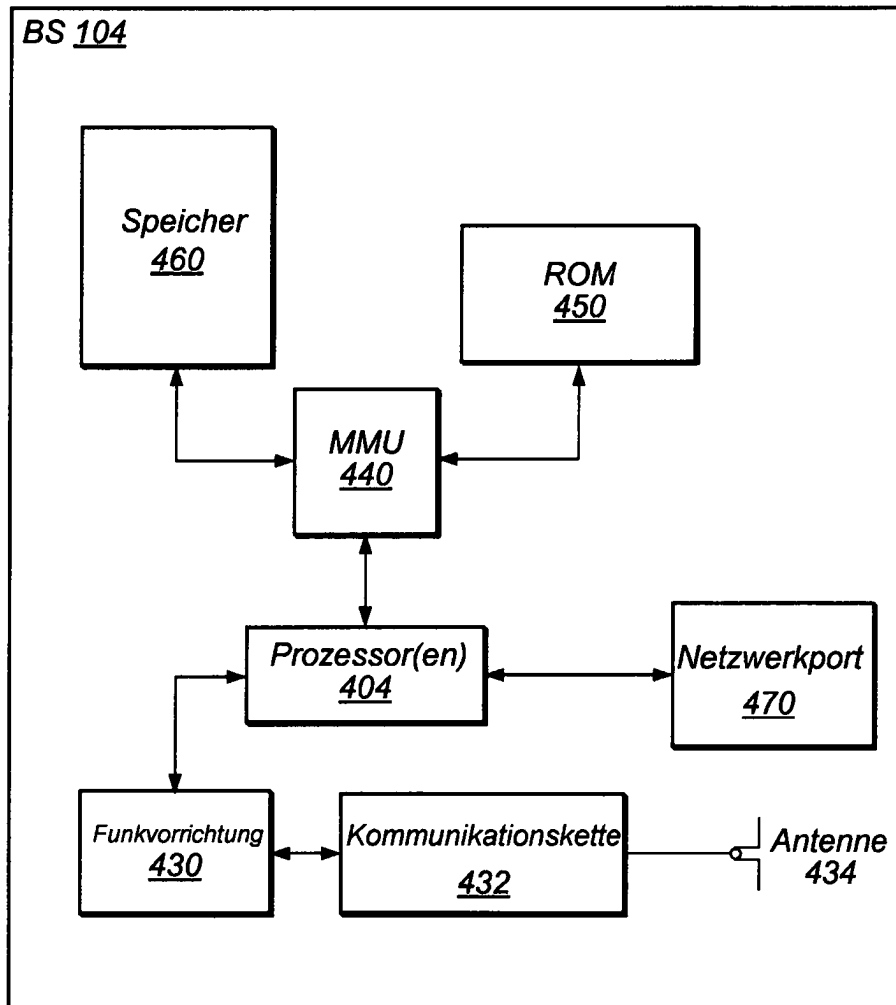 BS 104
Speicher
460
ROM
450
MMU
440
Prozessor(en)
404
Netzwerkport
470
Funkvorrichtung
430
Kommunikationskette
432
Antenne
434